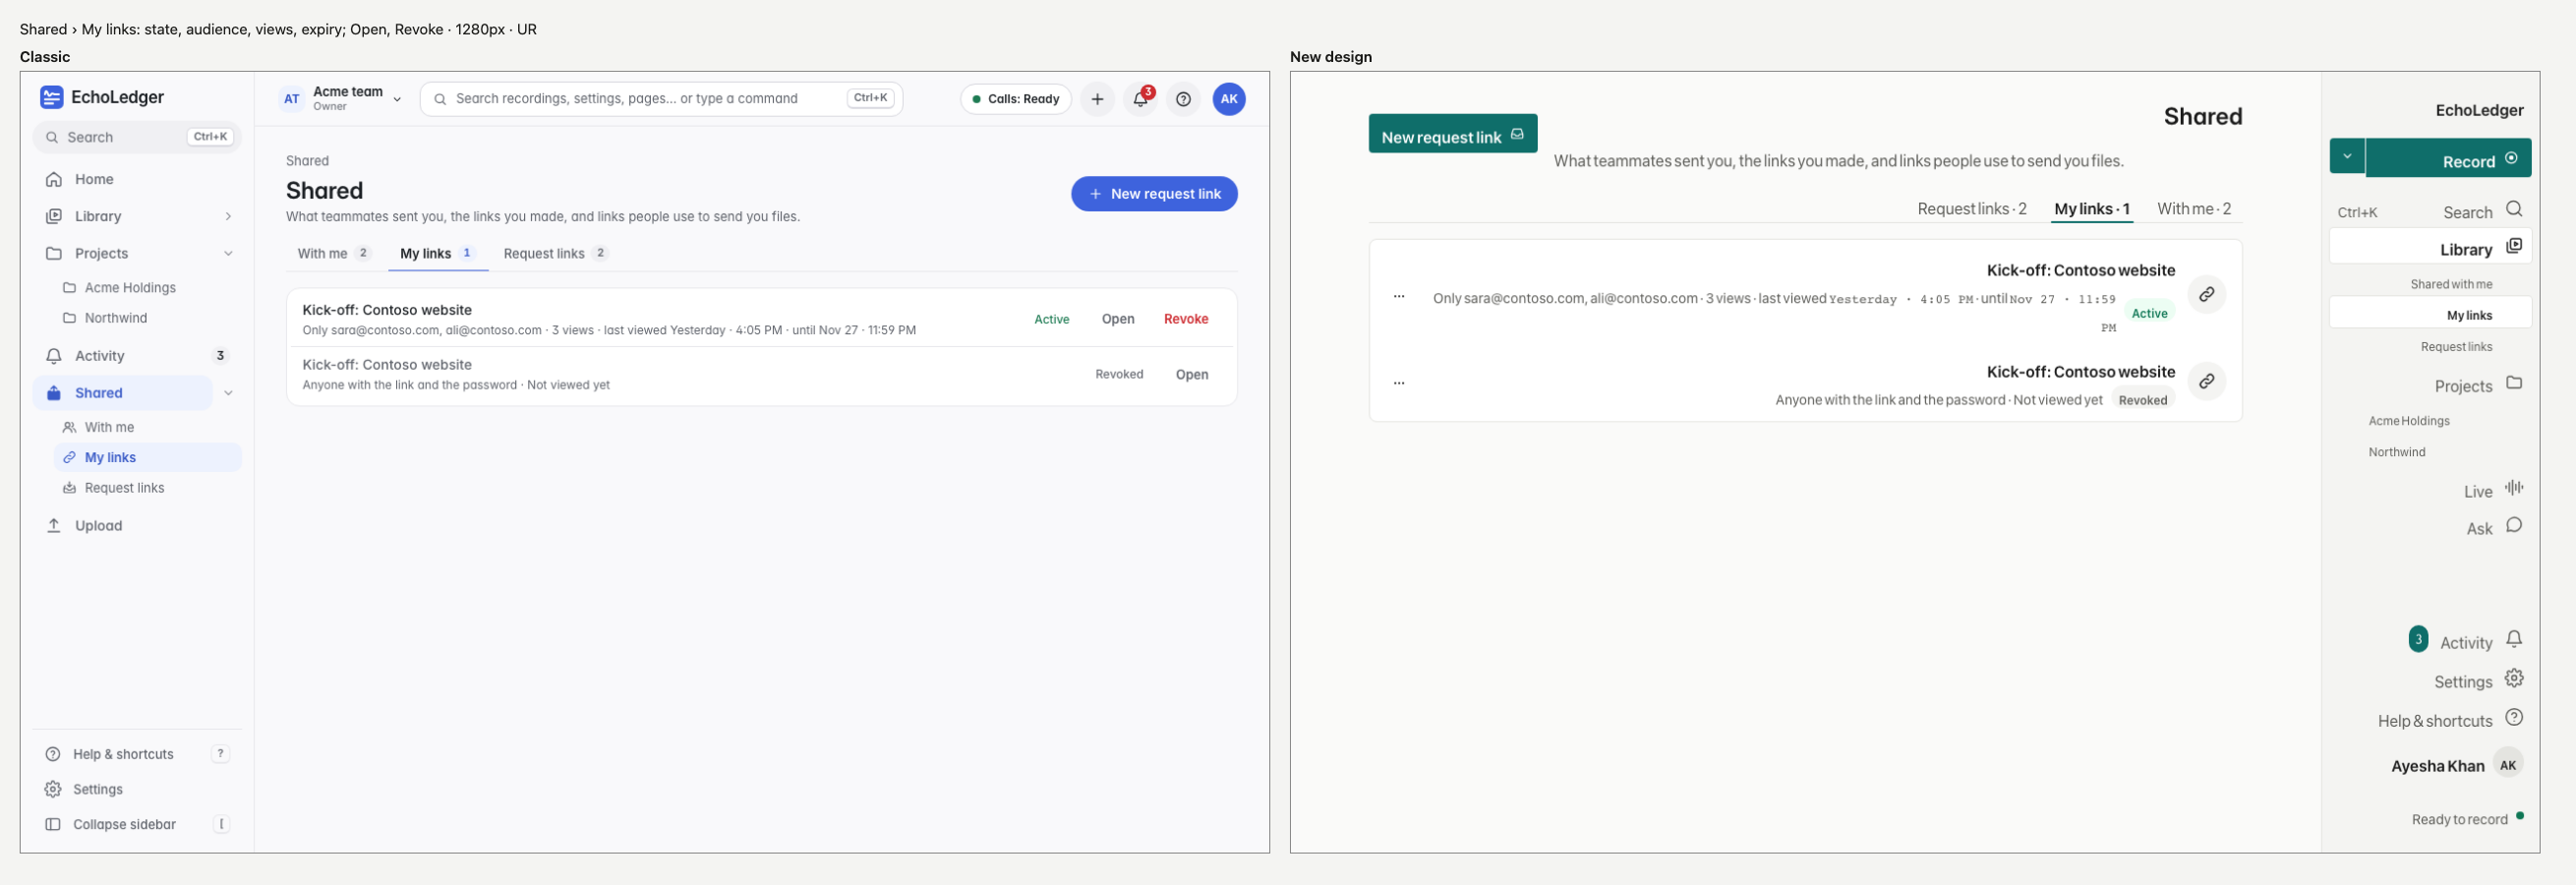 Shared › My links: state, audience, views, expiry; Open, Revoke · 1280px · UR
Classic
EchoLedger
Search Ctrl+K
Home
Library
Projects
Acme Holdings
Northwind
Activity 3
Shared
With me
My links
Request links
Upload
Help & shortcuts ?
Settings
Collapse sidebar [
AT Acme team
Owner
Search recordings, settings, pages... or type a command Ctrl+K
Calls: Ready
3
AK
Shared
Shared
What teammates sent you, the links you made, and links people use to send you files.
+ New request link
With me 2 My links 1 Request links 2
Kick-off: Contoso website
Only sara@contoso.com, ali@contoso.com · 3 views · last viewed Yesterday · 4:05 PM · until Nov 27 · 11:59 PM
Active Open Revoke
Kick-off: Contoso website
Anyone with the link and the password · Not viewed yet
Revoked Open
New design
Shared
New request link
What teammates sent you, the links you made, and links people use to send you files.
Request links · 2 My links · 1 With me · 2
Kick-off: Contoso website
Only sara@contoso.com, ali@contoso.com · 3 views · last viewed Yesterday · 4:05 PM · until Nov 27 · 11:59
PM
Active
Kick-off: Contoso website
Anyone with the link and the password · Not viewed yet Revoked
EchoLedger
Record
Ctrl+K Search
Library
Shared with me
My links
Request links
Projects
Acme Holdings
Northwind
Live
Ask
3 Activity
Settings
Help & shortcuts
Ayesha Khan AK
Ready to record